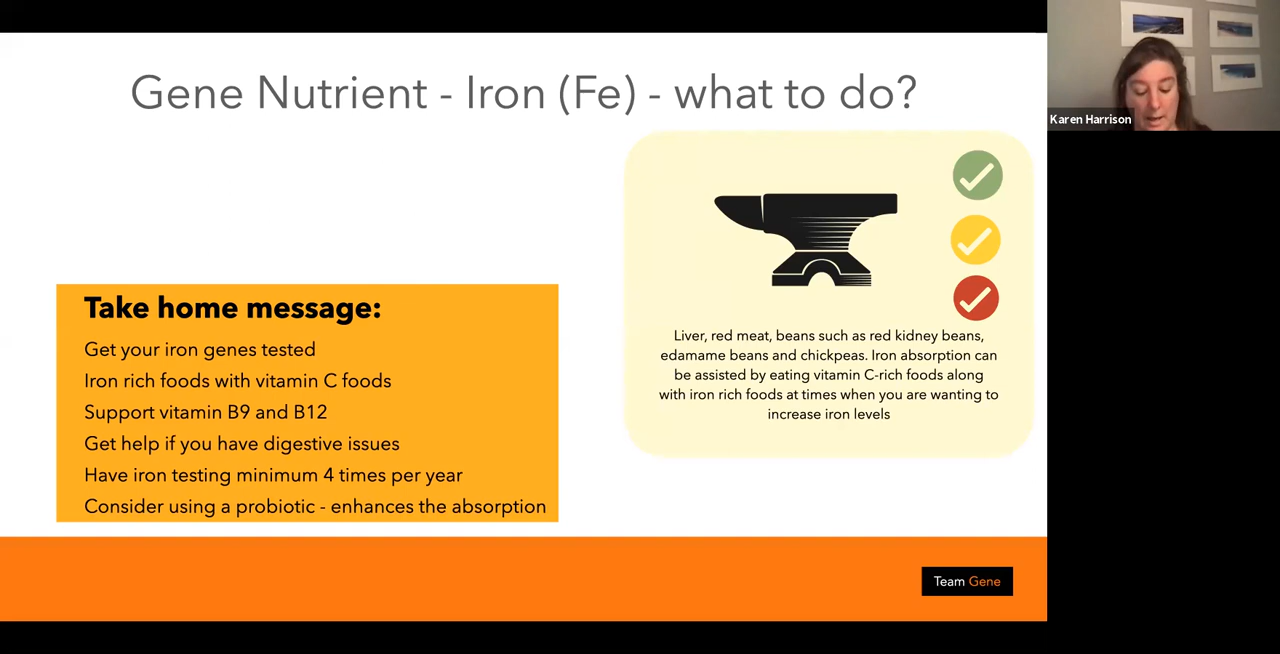 Gene Nutrient - Iron (Fe) - what to do?
Karen Harrison
Take home message:
Get your iron genes tested
Iron rich foods with vitamin C foods
Support vitamin B9 and B12
Get help if you have digestive issues
Have iron testing minimum 4 times per year
Consider using a probiotic - enhances the absorption
Liver, red meat, beans such as red kidney beans,
edamame beans and chickpeas. Iron absorption can
be assisted by eating vitamin C-rich foods along
with iron rich foods at times when you are wanting to
increase iron levels
Team Gene